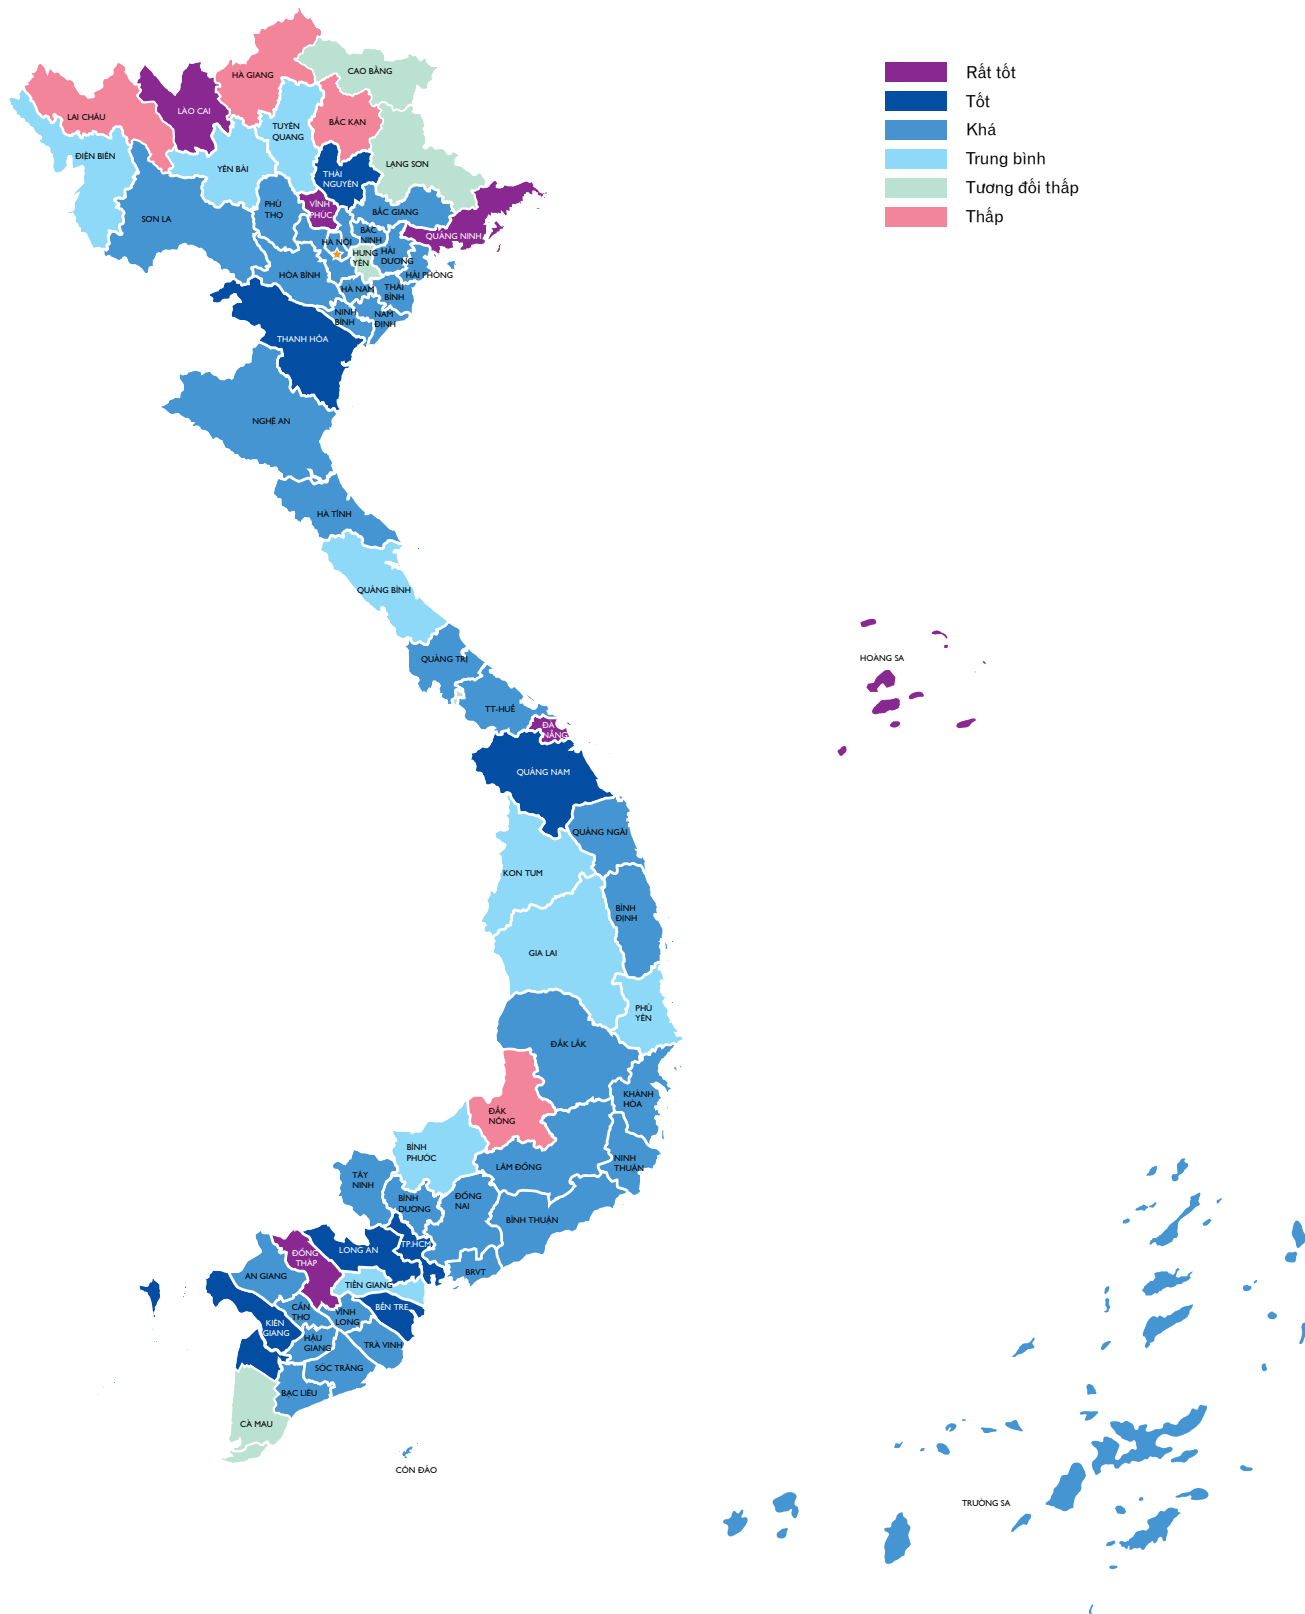 Rất tốt
Tốt
Khá
Trung bình
Tương đối thấp
Thấp
HÀ GIANG
CAO BẰNG
LAI CHÂU
LÀO CAI
BẮC KẠN
TUYÊN
QUANG
ĐIỆN BIÊN
YÊN BÁI
LẠNG SƠN
THÁI
NGUYÊN
SƠN LA
PHÚ
THỌ
VĨNH
PHÚC
BẮC GIANG
BẮC
NINH
QUẢNG NINH
HÀ NỘI
HƯNG
YÊN
HẢI
DƯƠNG
HẢI PHÒNG
HÒA BÌNH
HÀ NAM
THÁI
BÌNH
NINH
BÌNH
NAM
ĐỊNH
THANH HÓA
NGHỆ AN
HÀ TĨNH
QUẢNG BÌNH
QUẢNG TRỊ
HOÀNG SA
TT-HUẾ
ĐÀ
NẴNG
QUẢNG NAM
QUẢNG NGÃI
KON TUM
BÌNH
ĐỊNH
GIA LAI
PHÚ
YÊN
ĐẮK LẮK
KHÁNH
HÒA
ĐẮK
NÔNG
BÌNH
PHƯỚC
LÂM ĐỒNG
NINH
THUẬN
TÂY
NINH
BÌNH
DƯƠNG
ĐỒNG
NAI
BÌNH THUẬN
TP.HCM
LONG AN
ĐỒNG
THÁP
BRVT
AN GIANG
TIỀN GIANG
CẦN
THƠ
VĨNH
LONG
BẾN TRE
KIÊN
GIANG
HẬU
GIANG
TRÀ VINH
SÓC TRĂNG
BẠC LIÊU
CÀ MAU
CÔN ĐẢO
TRƯỜNG SA